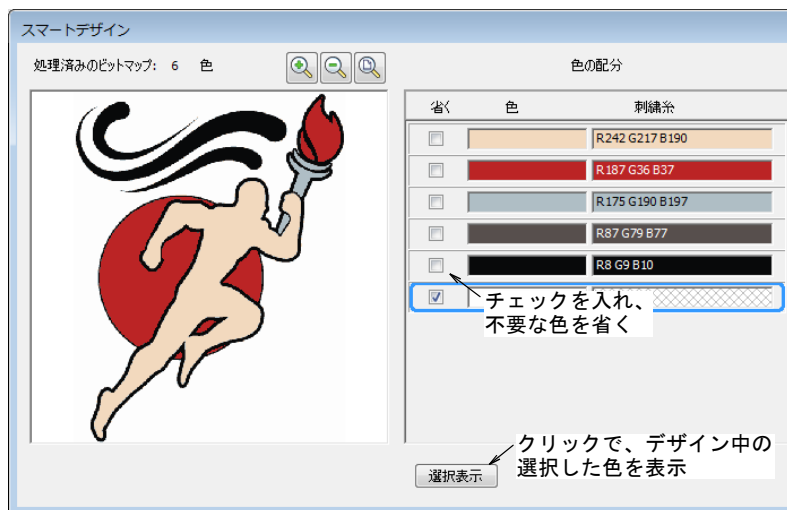 スマートデザイン
処理済みのビットマップ: 6 色
色の配分
省く 色 刺繍糸
R242 G217 B190
R187 G36 B37
R175 G190 B197
R87 G79 B77
R8 G9 B10
チェックを入れ、
不要な色を省く
クリックで、デザイン中の
選択した色を表示
選択表示